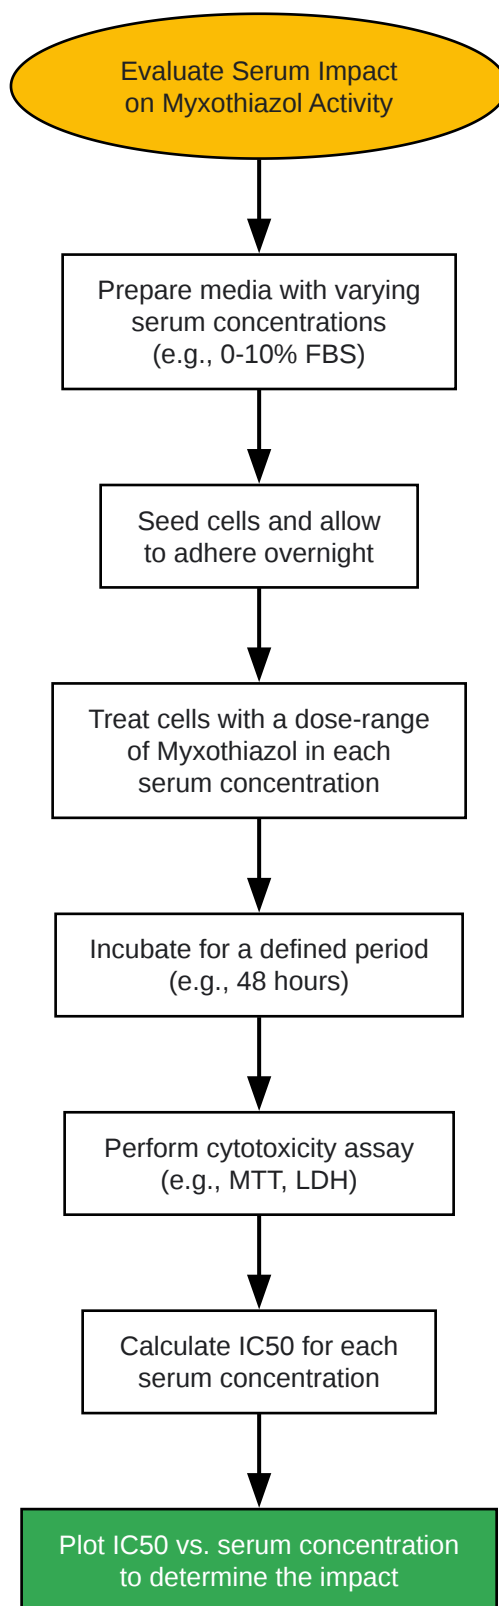 Evaluate Serum Impact
on Myxothiazol Activity
Prepare media with varying
serum concentrations
(e.g., 0-10% FBS)
Seed cells and allow
to adhere overnight
Treat cells with a dose-range
of Myxothiazol in each
serum concentration
Incubate for a defined period
(e.g., 48 hours)
Perform cytotoxicity assay
(e.g., MTT, LDH)
Calculate IC50 for each
serum concentration
Plot IC50 vs. serum concentration
to determine the impact